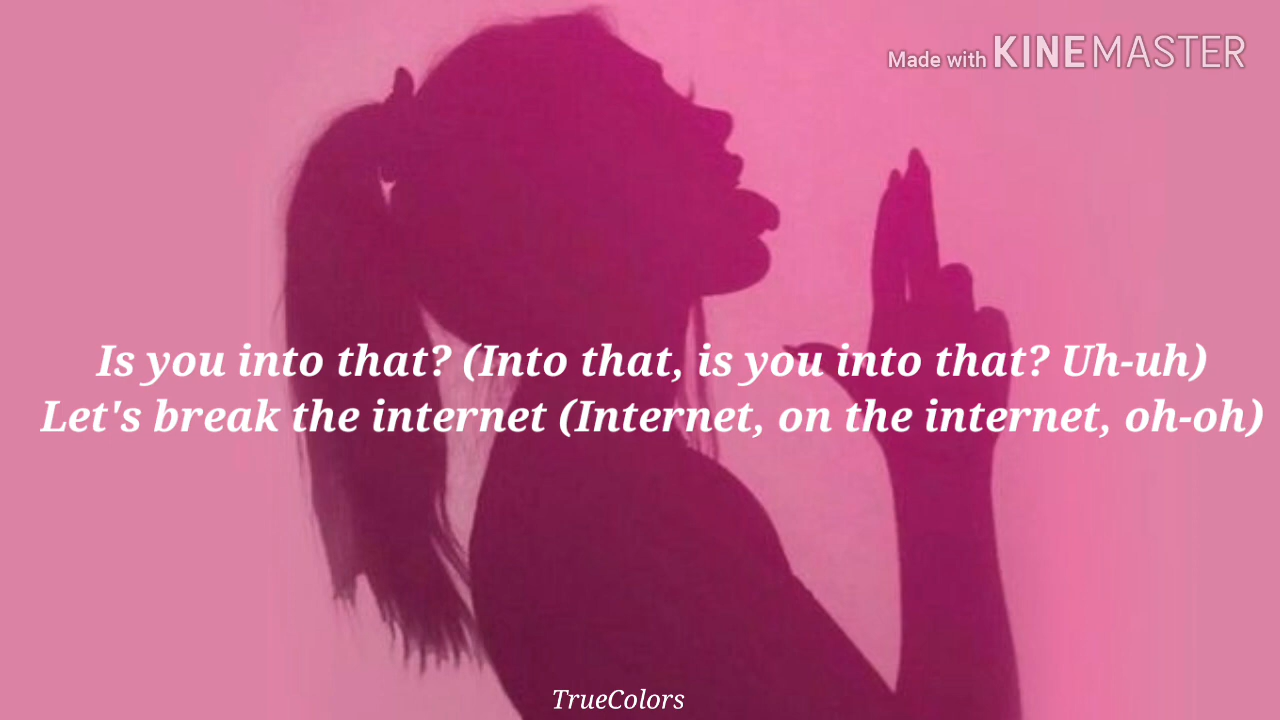 Made with KINEMASTER
Is you into that? (Into that, is you into that? Uh-uh)
Let's break the internet (Internet, on the internet, oh-oh)
TrueColors